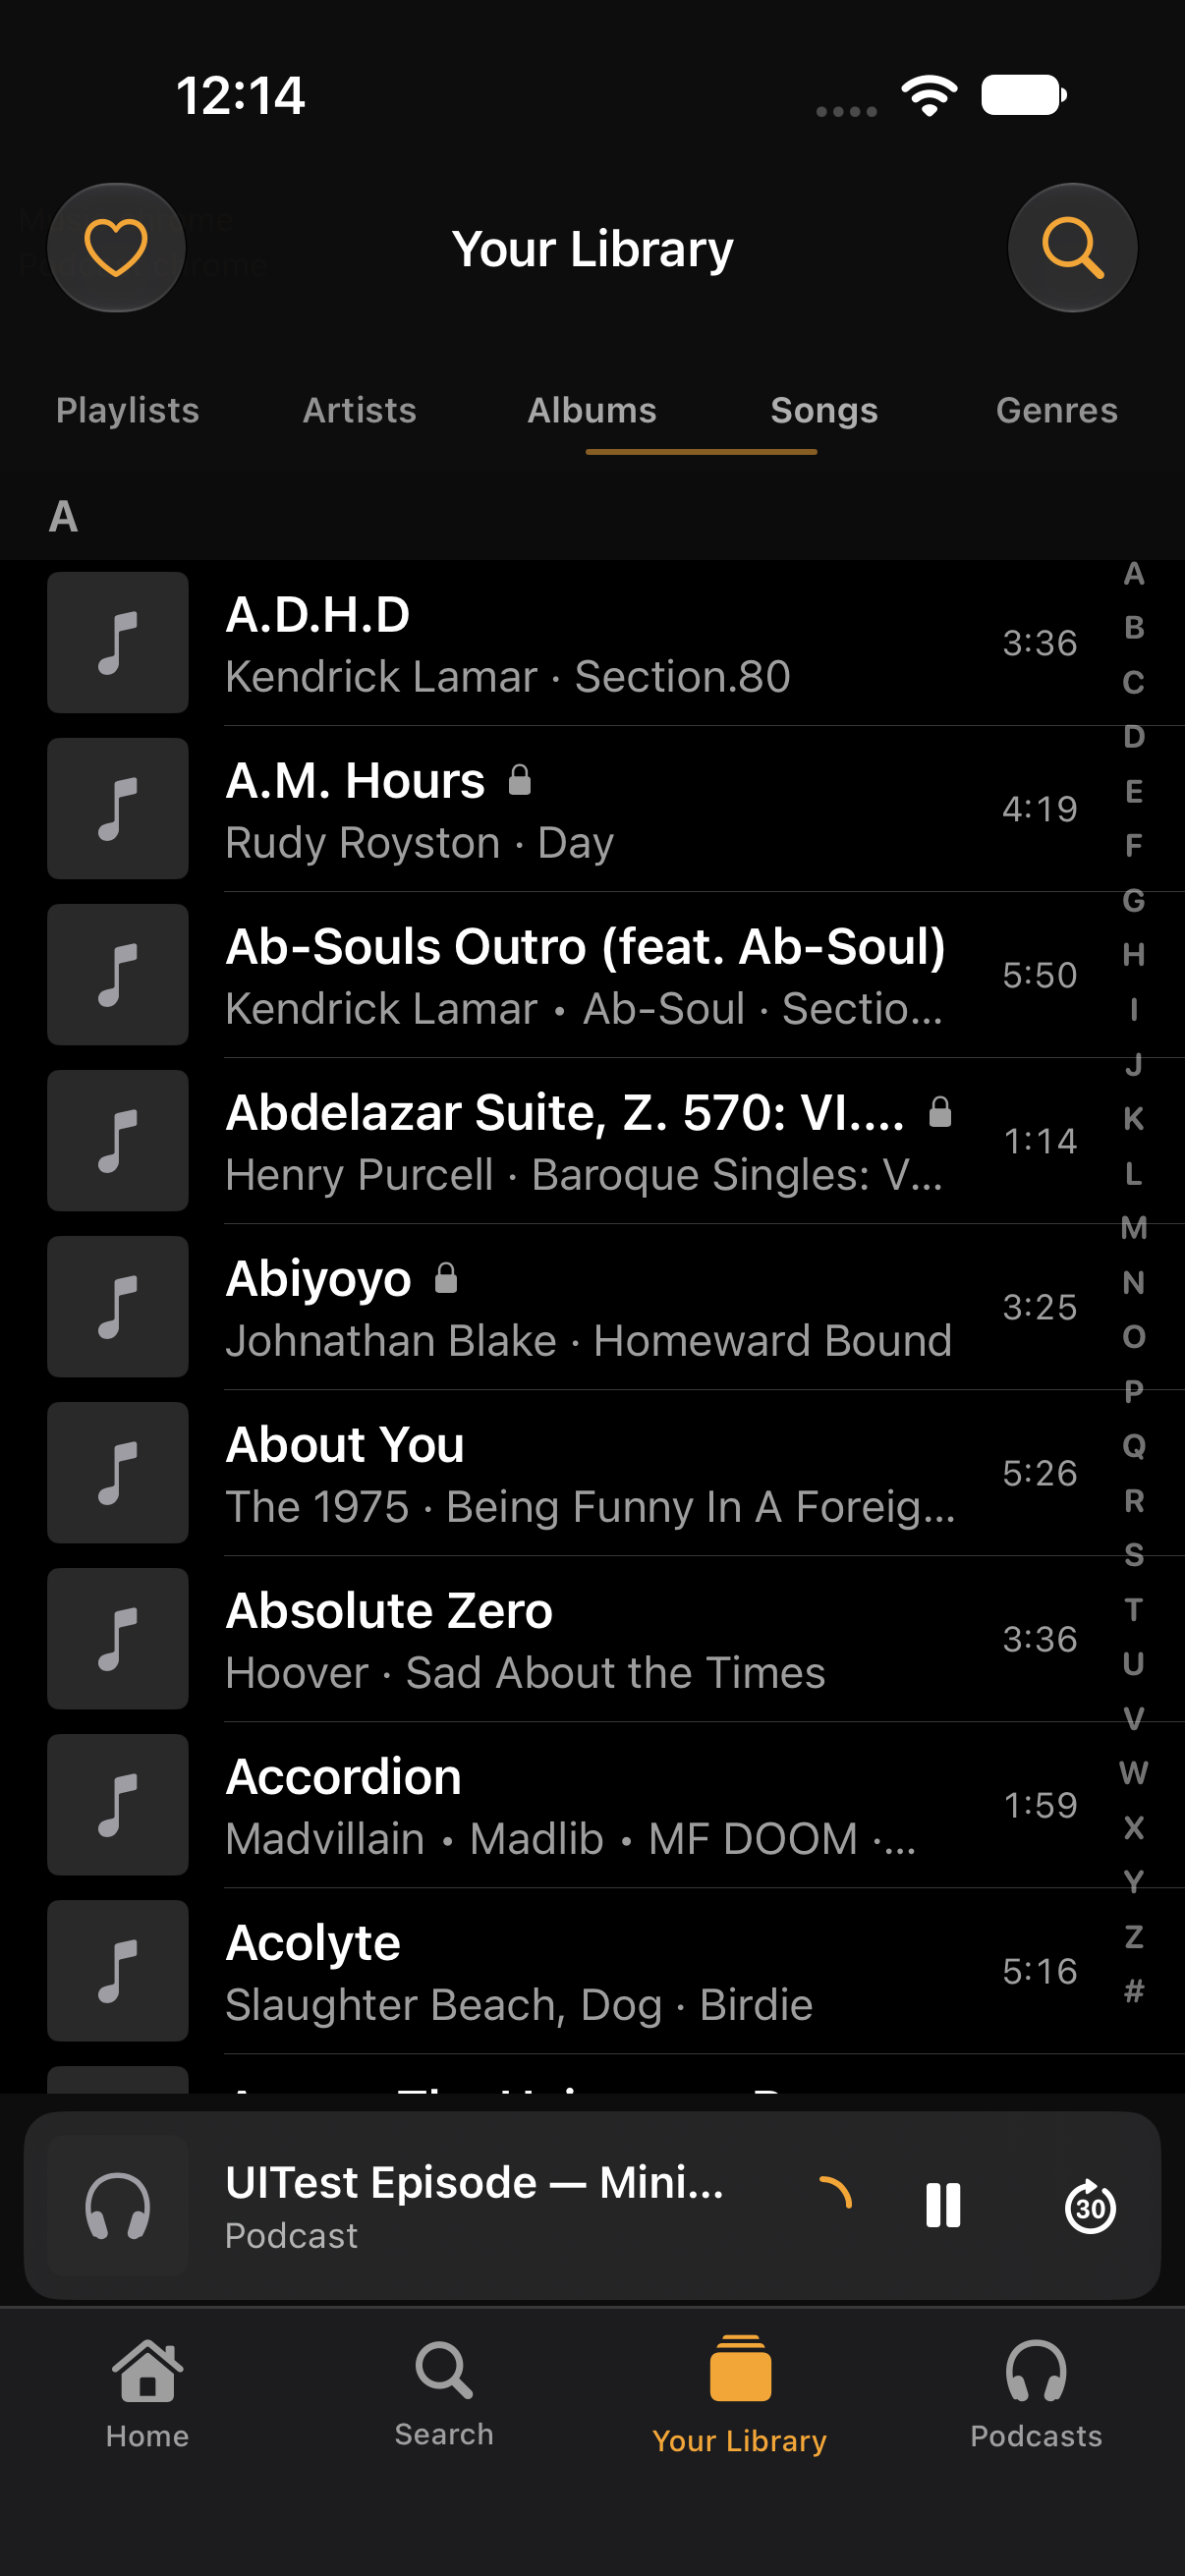 12:14
Your Library
Playlists Artists Albums Songs Genres
A
A.D.H.D
Kendrick Lamar · Section.80
3:36
A.M. Hours
Rudy Royston · Day
4:19
Ab-Souls Outro (feat. Ab-Soul)
Kendrick Lamar • Ab-Soul · Sectio...
5:50
Abdelazar Suite, Z. 570: VI....
Henry Purcell · Baroque Singles: V...
1:14
Abiyoyo
Johnathan Blake · Homeward Bound
3:25
About You
The 1975 · Being Funny In A Foreig...
5:26
Absolute Zero
Hoover · Sad About the Times
3:36
Accordion
Madvillain • Madlib • MF DOOM ·...
1:59
Acolyte
Slaughter Beach, Dog · Birdie
5:16
A
B
C
D
E
F
G
H
I
J
K
L
M
N
O
P
Q
R
S
T
U
V
W
X
Y
Z
#
UITest Episode — Mini...
Podcast
30
Home Search Your Library Podcasts